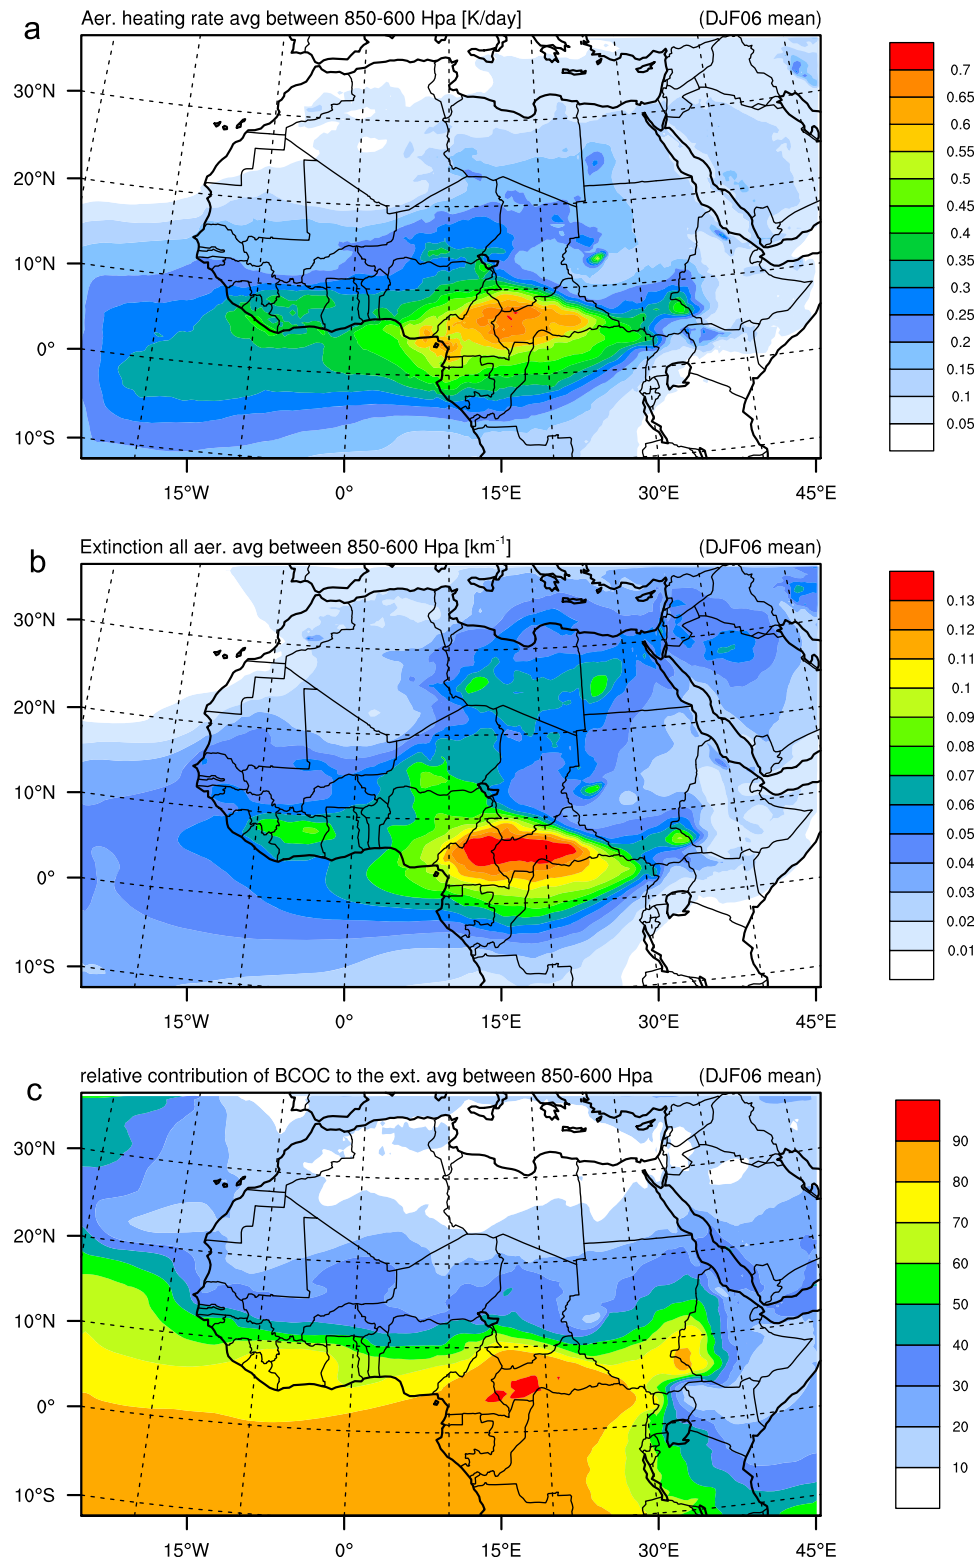 a
Aer. heating rate avg between 850-600 Hpa [K/day] (DJF06 mean)
30°N
20°N
10°N
0°
10°S
15°W 0° 15°E 30°E 45°E
0.7
0.65
0.6
0.55
0.5
0.45
0.4
0.35
0.3
0.25
0.2
0.15
0.1
0.05
b
Extinction all aer. avg between 850-600 Hpa [km⁻¹] (DJF06 mean)
30°N
20°N
10°N
0°
10°S
15°W 0° 15°E 30°E 45°E
0.13
0.12
0.11
0.1
0.09
0.08
0.07
0.06
0.05
0.04
0.03
0.02
0.01
c
relative contribution of BCOC to the ext. avg between 850-600 Hpa (DJF06 mean)
30°N
20°N
10°N
0°
10°S
15°W 0° 15°E 30°E 45°E
90
80
70
60
50
40
30
20
10